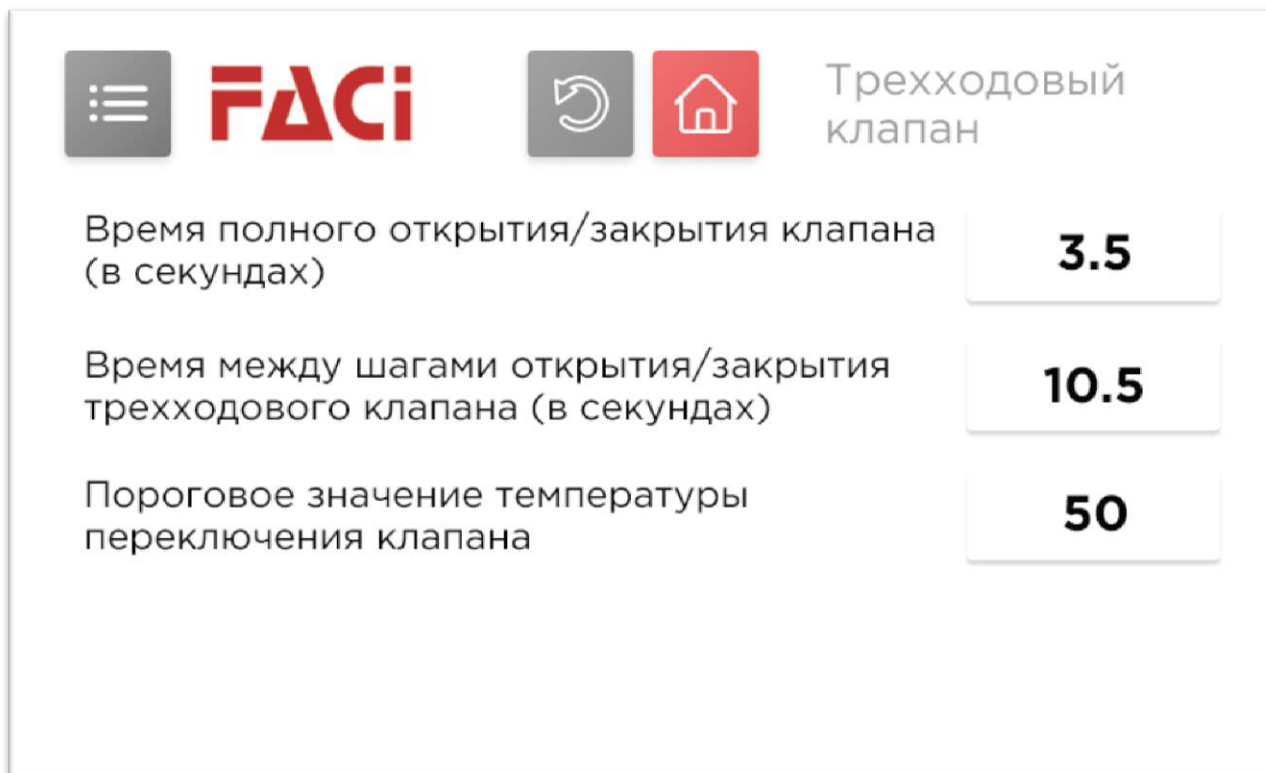 FACi
Трехходовый
клапан
Время полного открытия/закрытия клапана
(в секундах)
3.5
Время между шагами открытия/закрытия
трехходового клапана (в секундах)
10.5
Пороговое значение температуры
переключения клапана
50